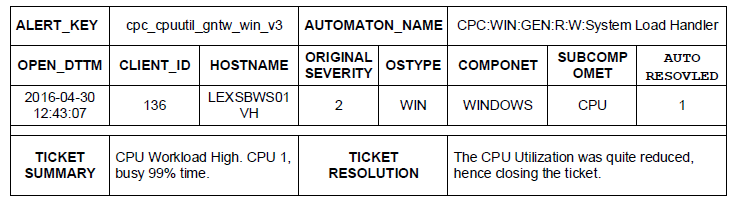 ALERT_KEY cpc_cpuutil_gntw_win_v3 AUTOMATON_NAME CPC:WIN:GEN:R:W:System Load Handler
OPEN_DTTM CLIENT_ID HOSTNAME ORIGINAL SEVERITY OSTYPE COMPONET SUBCOMP OMET AUTO RESOVLED
2016-04-30 12:43:07 136 LEXSBWS01 VH 2 WIN WINDOWS CPU 1
TICKET SUMMARY CPU Workload High. CPU 1, busy 99% time. TICKET RESOLUTION The CPU Utilization was quite reduced, hence closing the ticket.